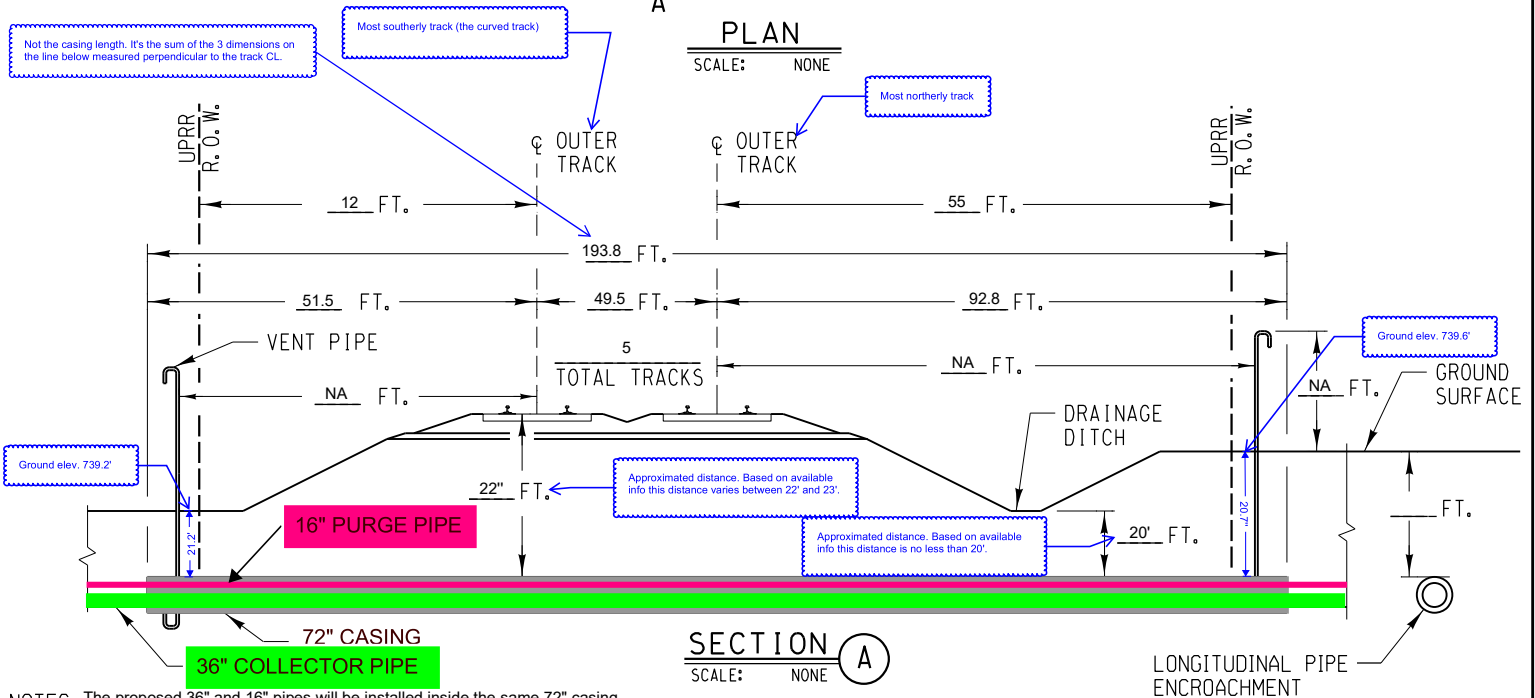 A
PLAN
SCALE: NONE
Not the casing length. It's the sum of the 3 dimensions on
the line below measured perpendicular to the track CL.
Most southerly track (the curved track)
Most northerly track
UPRR
R.O.W.
℄ OUTER
TRACK
℄ OUTER
TRACK
UPRR
R.O.W.
12 FT.
55 FT.
193.8 FT.
51.5 FT.
49.5 FT.
92.8 FT.
VENT PIPE
5
TOTAL TRACKS
NA FT.
NA FT.
NA FT.
Ground elev. 739.6'
GROUND
SURFACE
DRAINAGE
DITCH
Ground elev. 739.2'
22" FT.
Approximated distance. Based on available
info this distance varies between 22' and 23'.
16" PURGE PIPE
21.2'
Approximated distance. Based on available
info this distance is no less than 20'.
20' FT.
20.7'
FT.
72" CASING
36" COLLECTOR PIPE
SECTION A
SCALE: NONE
LONGITUDINAL PIPE
ENCROACHMENT
NOTES The proposed 36" and 16" pipes will be installed inside the same 72" casing